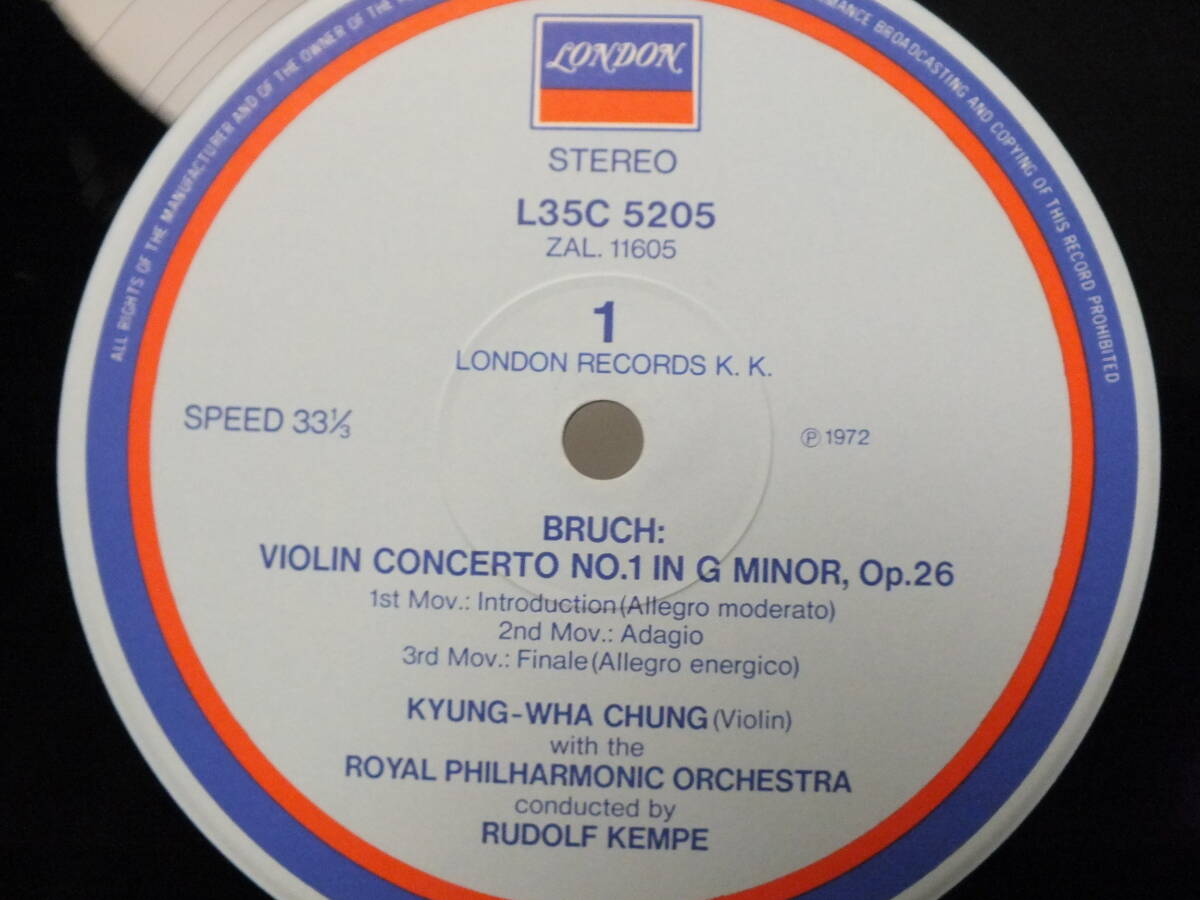 ALL RIGHTS OF THE MANUFACTURER AND OF THE OWNER OF THE
BROADCASTING AND COPYING OF THIS RECORD PROHIBITED
LONDON
STEREO
L35C 5205
ZAL. 11605
1
LONDON RECORDS K. K.
SPEED 33⅓
℗ 1972
BRUCH:
VIOLIN CONCERTO NO.1 IN G MINOR, Op.26
1st Mov.: Introduction (Allegro moderato)
2nd Mov.: Adagio
3rd Mov.: Finale (Allegro energico)
KYUNG-WHA CHUNG (Violin)
with the
ROYAL PHILHARMONIC ORCHESTRA
conducted by
RUDOLF KEMPE